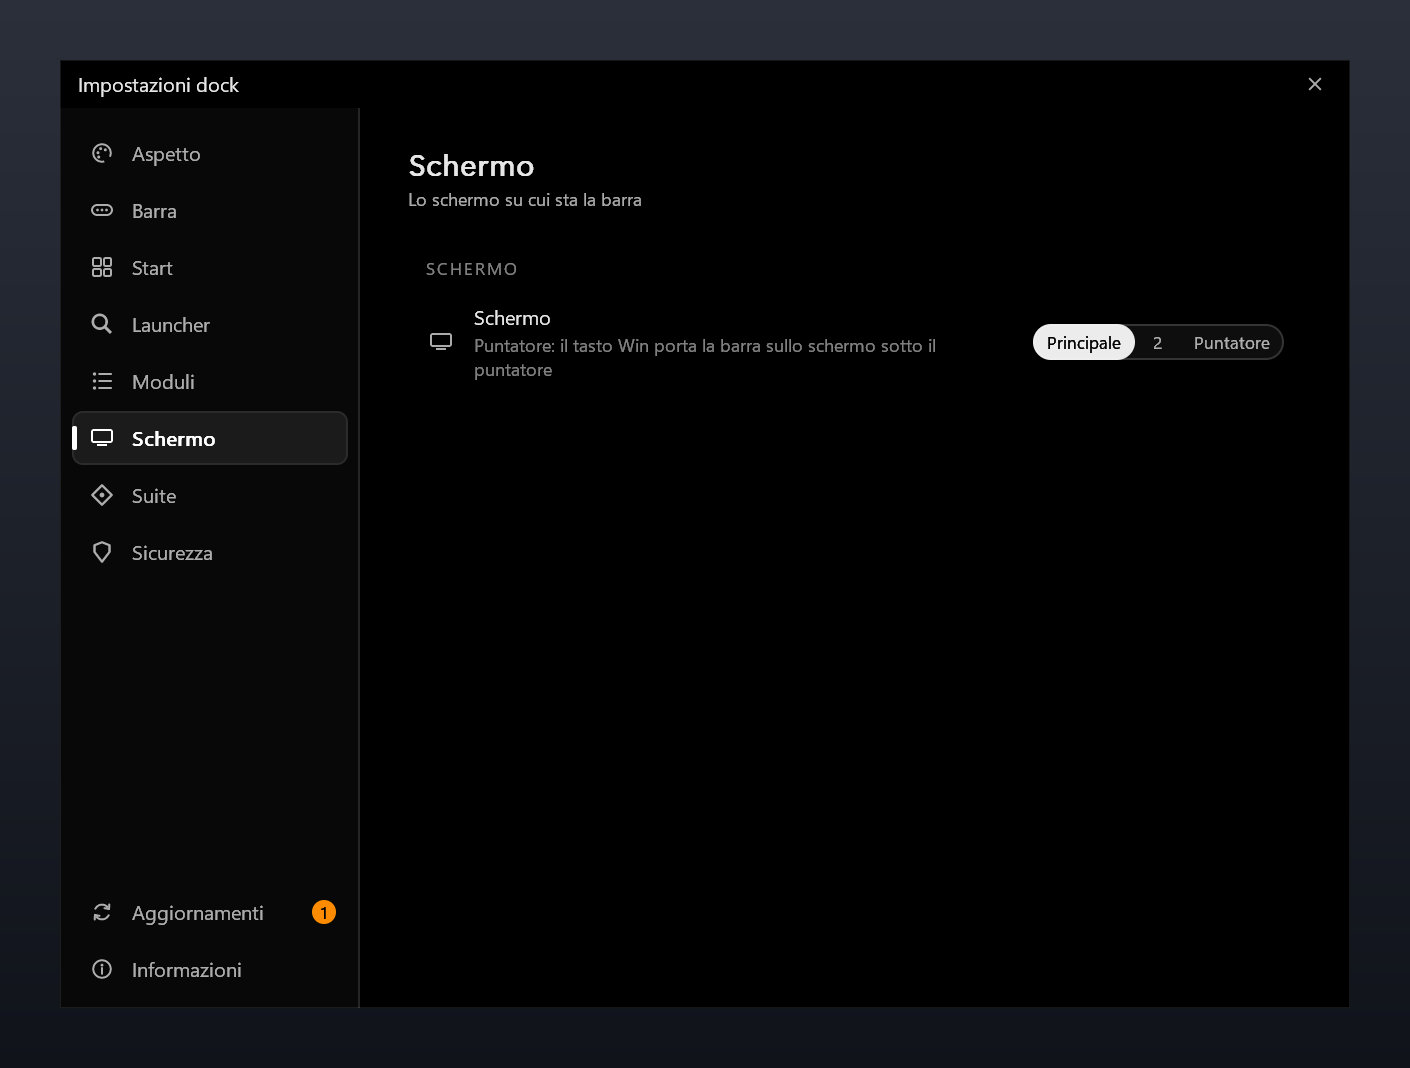 Impostazioni dock
Aspetto
Barra
Start
Launcher
Moduli
Schermo
Suite
Sicurezza
Aggiornamenti 1
Informazioni
Schermo
Lo schermo su cui sta la barra
SCHERMO
Schermo
Puntatore: il tasto Win porta la barra sullo schermo sotto il
puntatore
Principale 2 Puntatore